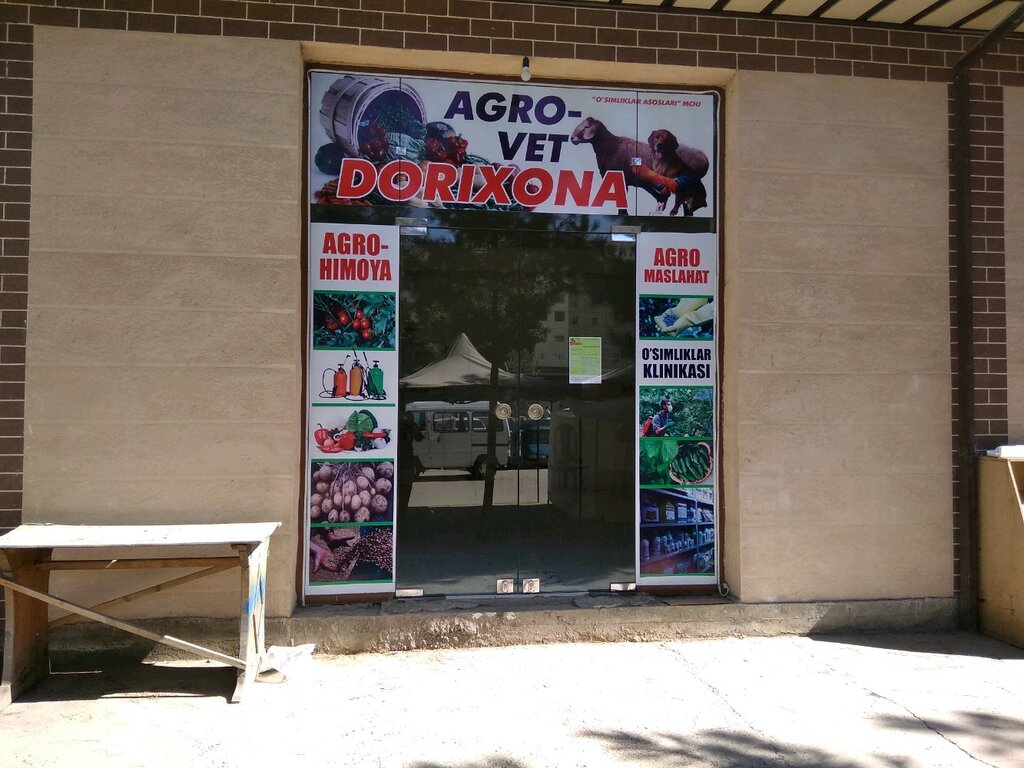 "O'SIMLIKLAR ASOSLARI" MCHJ
AGRO-
VET
DORIXONA
AGRO-
HIMOYA
AGRO
MASLAHAT
O'SIMLIKLAR
KLINIKASI